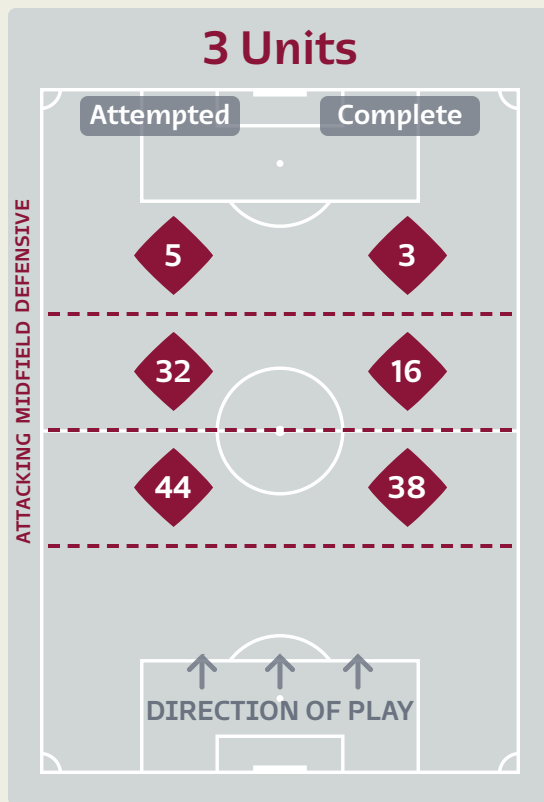 3 Units
Attempted Complete
5 3
32 16
44 38
ATTACKING MIDFIELD DEFENSIVE
DIRECTION OF PLAY